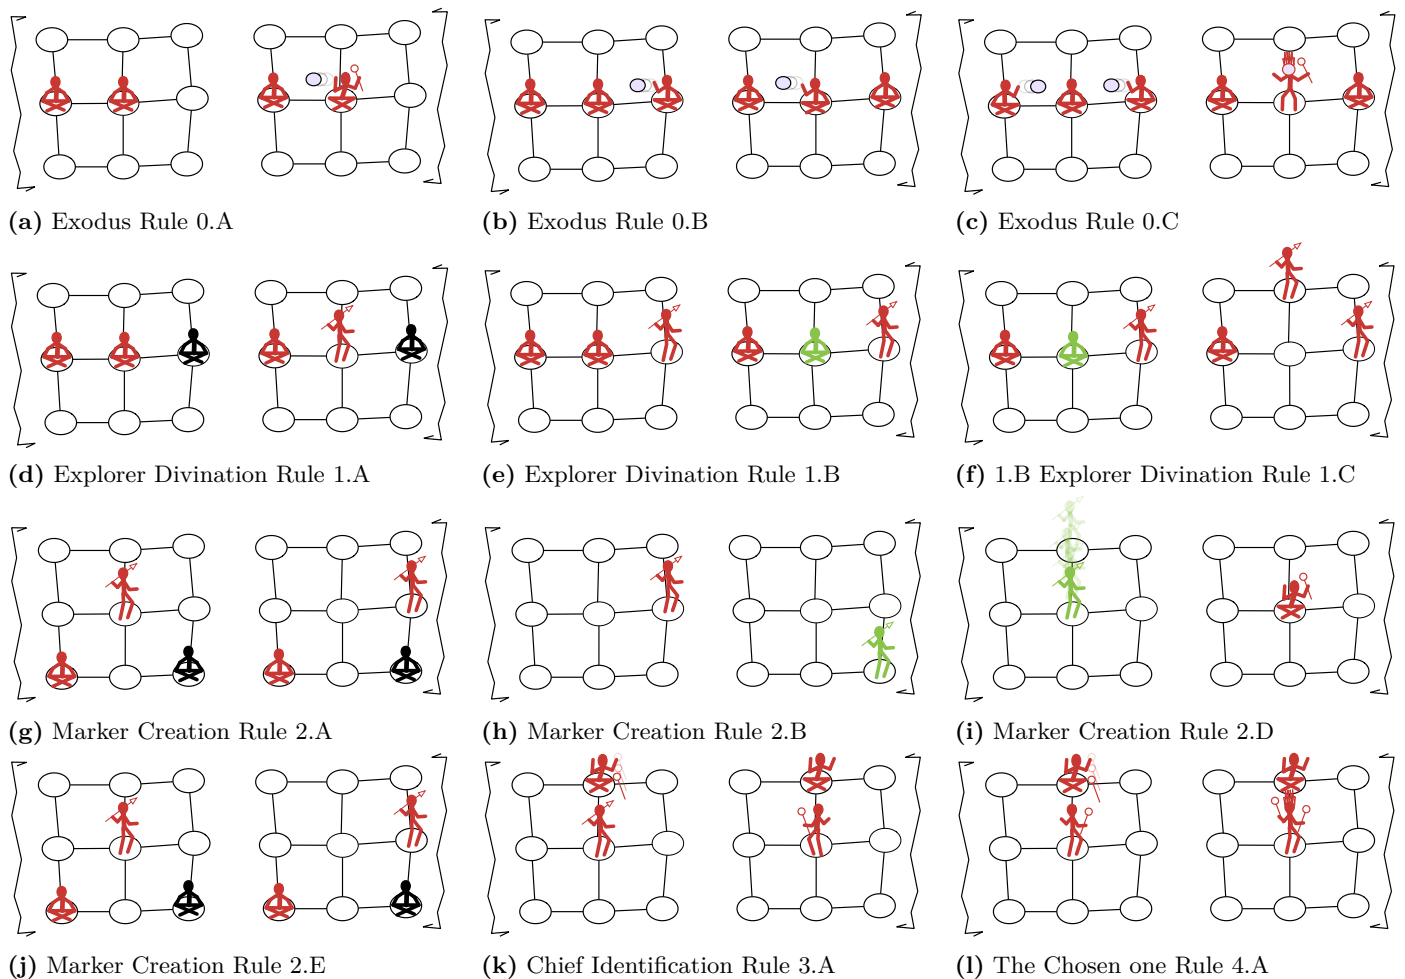 (a) Exodus Rule 0.A
(b) Exodus Rule 0.B
(c) Exodus Rule 0.C
(d) Explorer Divination Rule 1.A
(e) Explorer Divination Rule 1.B
(f) 1.B Explorer Divination Rule 1.C
(g) Marker Creation Rule 2.A
(h) Marker Creation Rule 2.B
(i) Marker Creation Rule 2.D
(j) Marker Creation Rule 2.E
(k) Chief Identification Rule 3.A
(l) The Chosen one Rule 4.A